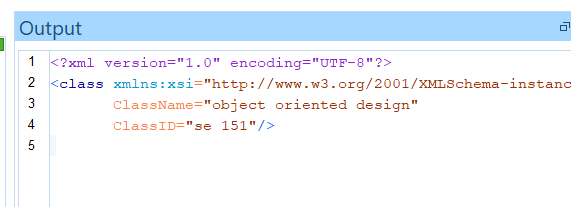 Output
1 <?xml version="1.0" encoding="UTF-8"?>
2 <class xmlns:xsi="http://www.w3.org/2001/XMLSchema-instanc
3 ClassName="object oriented design"
4 ClassID="se 151"/>
5